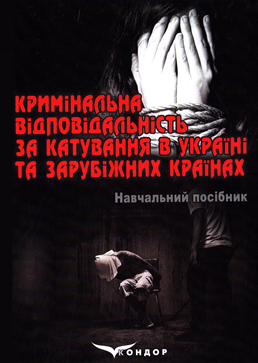 КРИМІНАЛЬНА
ВІДПОВІДАЛЬНІСТЬ
ЗА КАТУВАННЯ В УКРАЇНІ
ТА ЗАРУБІЖНИХ КРАЇНАХ
Навчальний посібник
КОНДОР